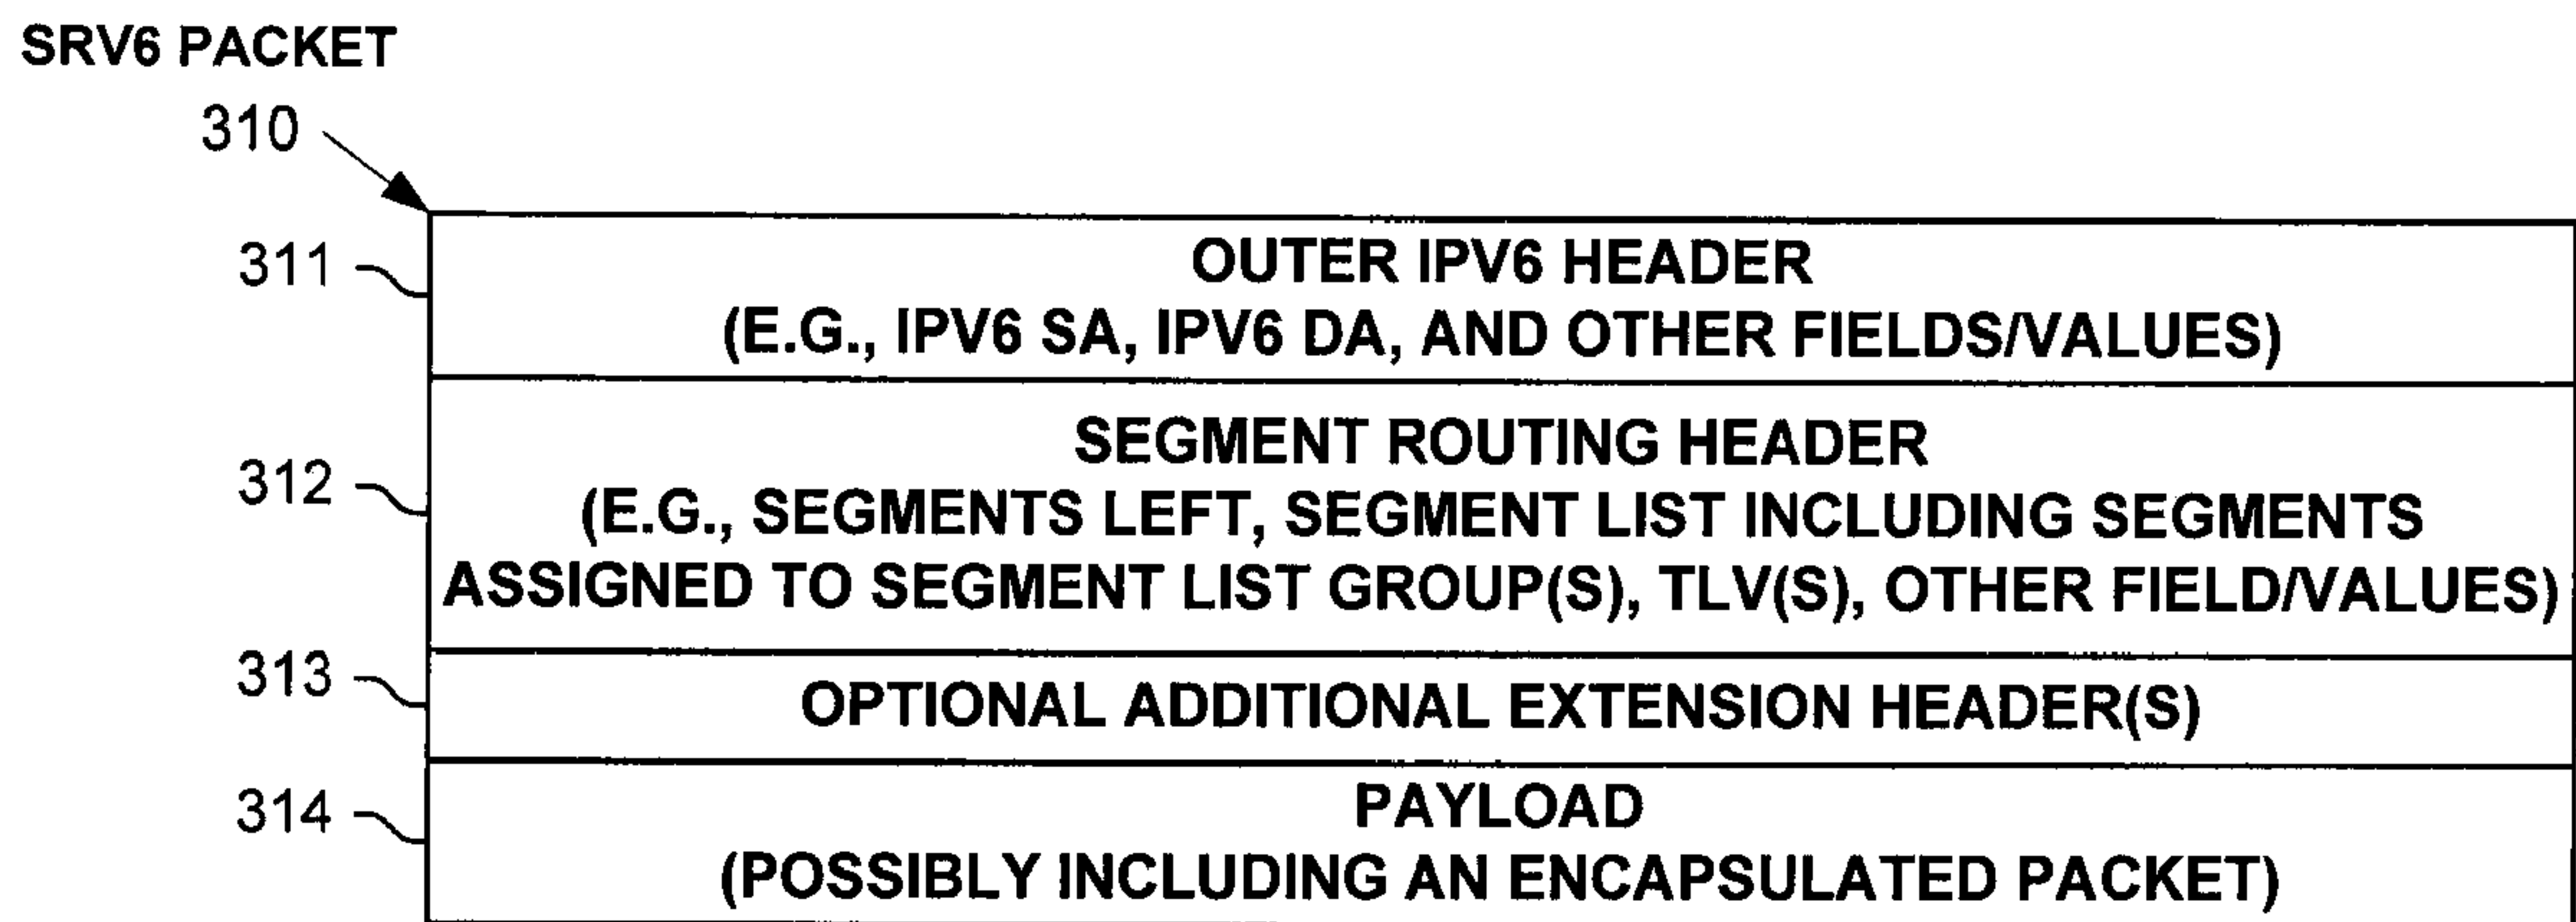 SRV6 PACKET
310
311
OUTER IPV6 HEADER
(E.G., IPV6 SA, IPV6 DA, AND OTHER FIELDS/VALUES)
312
SEGMENT ROUTING HEADER
(E.G., SEGMENTS LEFT, SEGMENT LIST INCLUDING SEGMENTS
ASSIGNED TO SEGMENT LIST GROUP(S), TLV(S), OTHER FIELD/VALUES)
313
OPTIONAL ADDITIONAL EXTENSION HEADER(S)
314
PAYLOAD
(POSSIBLY INCLUDING AN ENCAPSULATED PACKET)